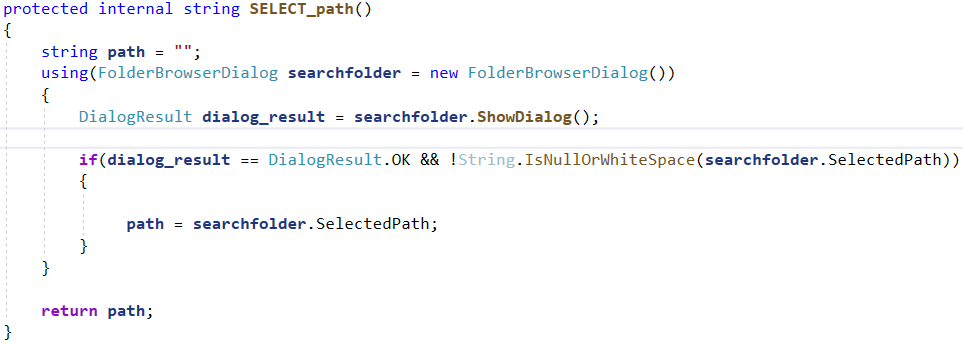 protected internal string SELECT_path()
{
string path = "";
using(FolderBrowserDialog searchfolder = new FolderBrowserDialog())
{
DialogResult dialog_result = searchfolder.ShowDialog();
if(dialog_result == DialogResult.OK && !String.IsNullOrWhiteSpace(searchfolder.SelectedPath))
{
path = searchfolder.SelectedPath;
}
}
return path;
}